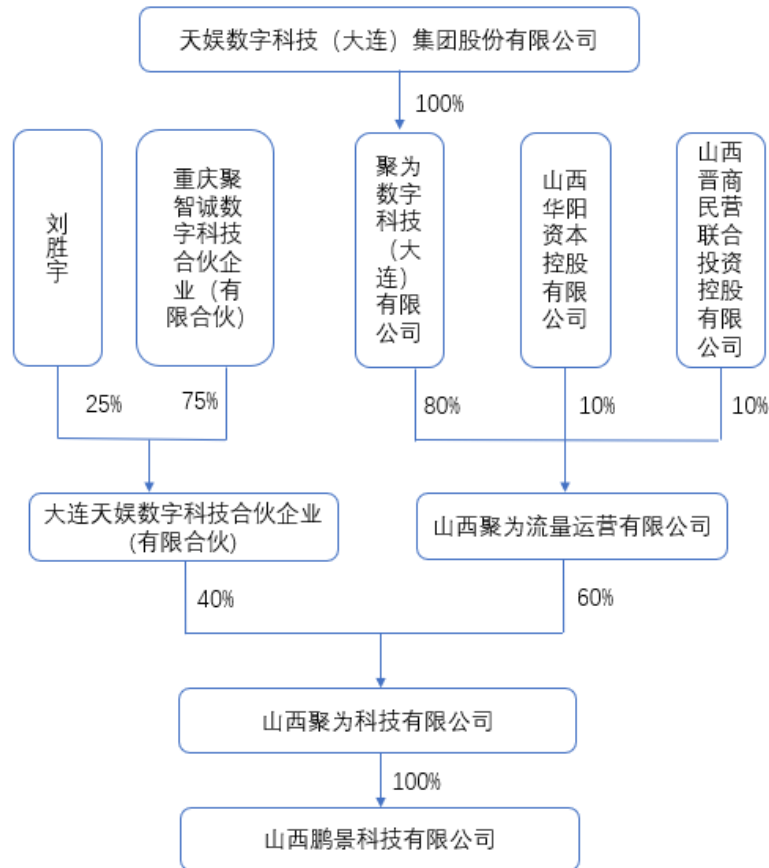 天娱数字科技（大连）集团股份有限公司
100%
刘
胜
宇
重庆聚
智诚数
字科技
合伙企
业（有
限合伙）
聚为
数字
科技
（大
连）
有限
公司
山西
华阳
资本
控股
有限
公司
山西
晋商
民营
联合
投资
控股
有限
公司
25%
75%
80%
10%
10%
大连天娱数字科技合伙企业
(有限合伙)
山西聚为流量运营有限公司
40%
60%
山西聚为科技有限公司
100%
山西鹏景科技有限公司